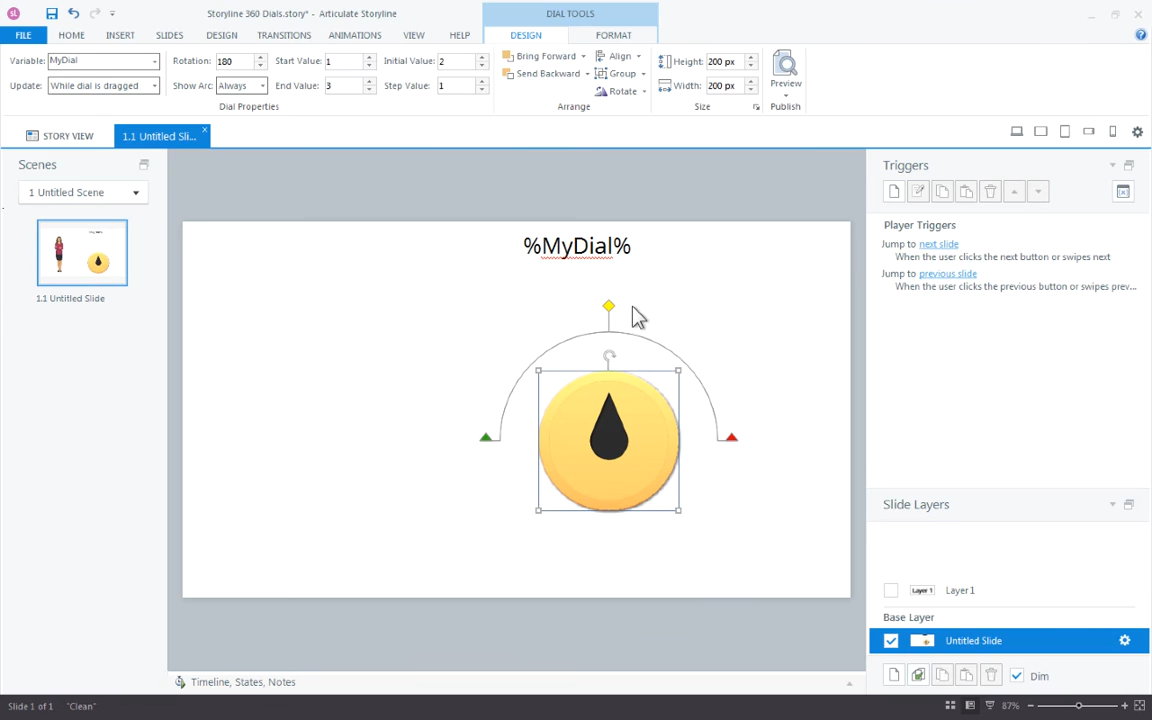 Storyline 360 Dials.story* - Articulate Storyline
DIAL TOOLS
FILE HOME INSERT SLIDES DESIGN TRANSITIONS ANIMATIONS VIEW HELP DESIGN FORMAT
Variable: MyDial Rotation: 180 Start Value: 1 Initial Value: 2 Bring Forward Align Height: 200 px
Update: While dial is dragged Show Arc: Always End Value: 3 Step Value: 1 Send Backward Group Width: 200 px Preview
Rotate
Dial Properties Arrange Size Publish
STORY VIEW 1.1 Untitled Sli...
Scenes
1 Untitled Scene
1.1 Untitled Slide
%MyDial%
Triggers
Player Triggers
Jump to next slide
When the user clicks the next button or swipes next
Jump to previous slide
When the user clicks the previous button or swipes prev...
Slide Layers
Layer 1 Layer 1
Base Layer
Untitled Slide
Dim
Timeline, States, Notes
Slide 1 of 1 "Clean" 87%